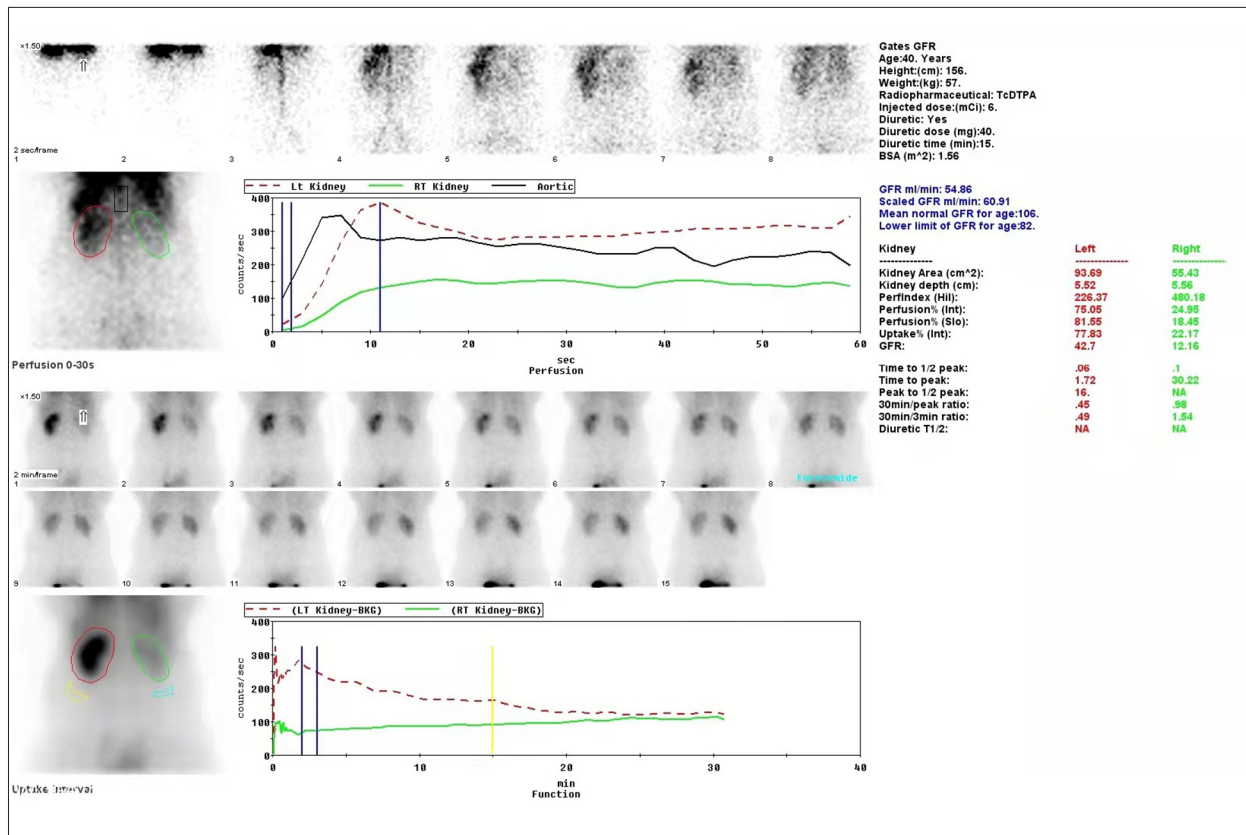 ×1.50
2 sec/frame
1 2 3 4 5 6 7 8
Gates GFR
Age:40. Years
Height:(cm): 156.
Weight:(kg): 57.
Radiopharmaceutical: TcDTPA
Injected dose:(mCi): 6.
Diuretic: Yes
Diuretic dose (mg):40.
Diuretic time (min):15.
BSA (m^2): 1.56
GFR ml/min: 54.86
Scaled GFR ml/min: 60.91
Mean normal GFR for age:106.
Lower limit of GFR for age:82.
Kidney Left Right
Kidney Area (cm^2): 93.69 55.43
Kidney depth (cm): 5.52 5.56
PerfIndex (Hil): 226.37 480.18
Perfusion% (Int): 75.05 24.95
Perfusion% (Slo): 81.55 18.45
Uptake% (Int): 77.83 22.17
GFR: 42.7 12.16
Time to 1/2 peak: .06 .1
Time to peak: 1.72 30.22
Peak to 1/2 peak: 16. NA
30min/peak ratio: .45 .98
30min/3min ratio: .49 1.54
Diuretic T1/2: NA NA
Perfusion 0-30s
Lt Kidney RT Kidney Aortic
400
300
200
100
0
counts/sec
0 10 20 30 40 50 60
sec
Perfusion
×1.50
2 min/frame
1 2 3 4 5 6 7 8
Furosemide
9 10 11 12 13 14 15
Uptake Interval
(LT Kidney-BKG) (RT Kidney-BKG)
400
300
200
100
0
counts/sec
0 10 20 30 40
min
Function